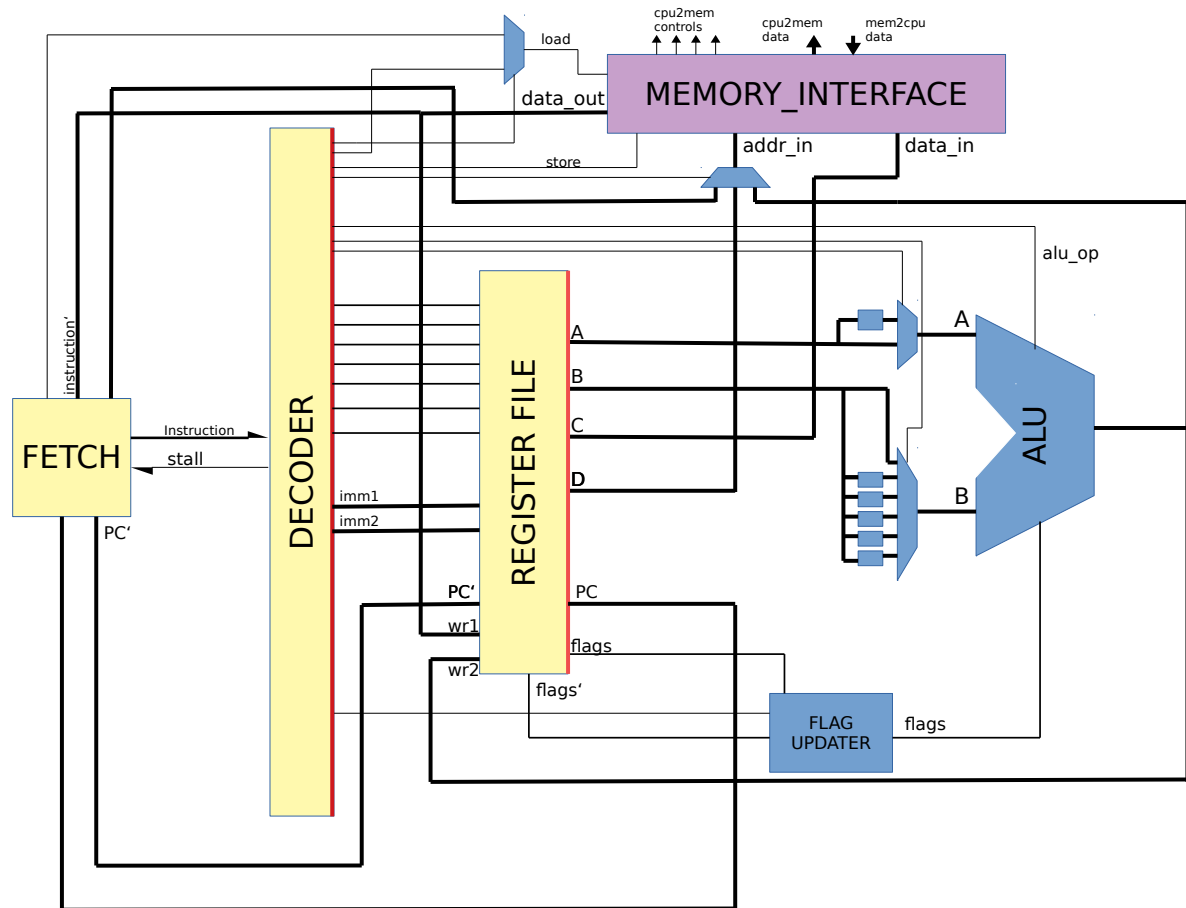 cpu2mem
controls
cpu2mem
data
mem2cpu
data
load
data_out
MEMORY_INTERFACE
addr_in
data_in
store
alu_op
instruction‘
A
A
B
FETCH
Instruction
stall
DECODER
REGISTER FILE
C
ALU
D
imm1
imm2
B
PC‘
PC‘
PC
wr1
flags
wr2
flags‘
FLAG
UPDATER
flags